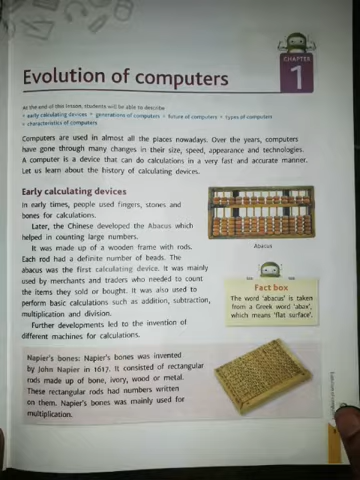 CHAPTER
1
Evolution of computers
At the end of this lesson, students will be able to describe
• early calculating devices • generations of computers • future of computers • types of computers
• characteristics of computers
Computers are used in almost all the places nowadays. Over the years, computers
have gone through many changes in their size, speed, appearance and technologies.
A computer is a device that can do calculations in a very fast and accurate manner.
Let us learn about the history of calculating devices.
Early calculating devices
In early times, people used fingers, stones and
bones for calculations.
Later, the Chinese developed the Abacus which
helped in counting large numbers.
It was made up of a wooden frame with rods.
Each rod had a definite number of beads. The
abacus was the first calculating device. It was mainly
used by merchants and traders who needed to count
the items they sold or bought. It was also used to
perform basic calculations such as addition, subtraction,
multiplication and division.
Further developments led to the invention of
different machines for calculations.
Abacus
Fact box
The word 'abacus' is taken
from a Greek word 'abax',
which means 'flat surface'.
Napier's bones: Napier's bones was invented
by John Napier in 1617. It consisted of rectangular
rods made up of bone, ivory, wood or metal.
These rectangular rods had numbers written
on them. Napier's bones was mainly used for
multiplication.